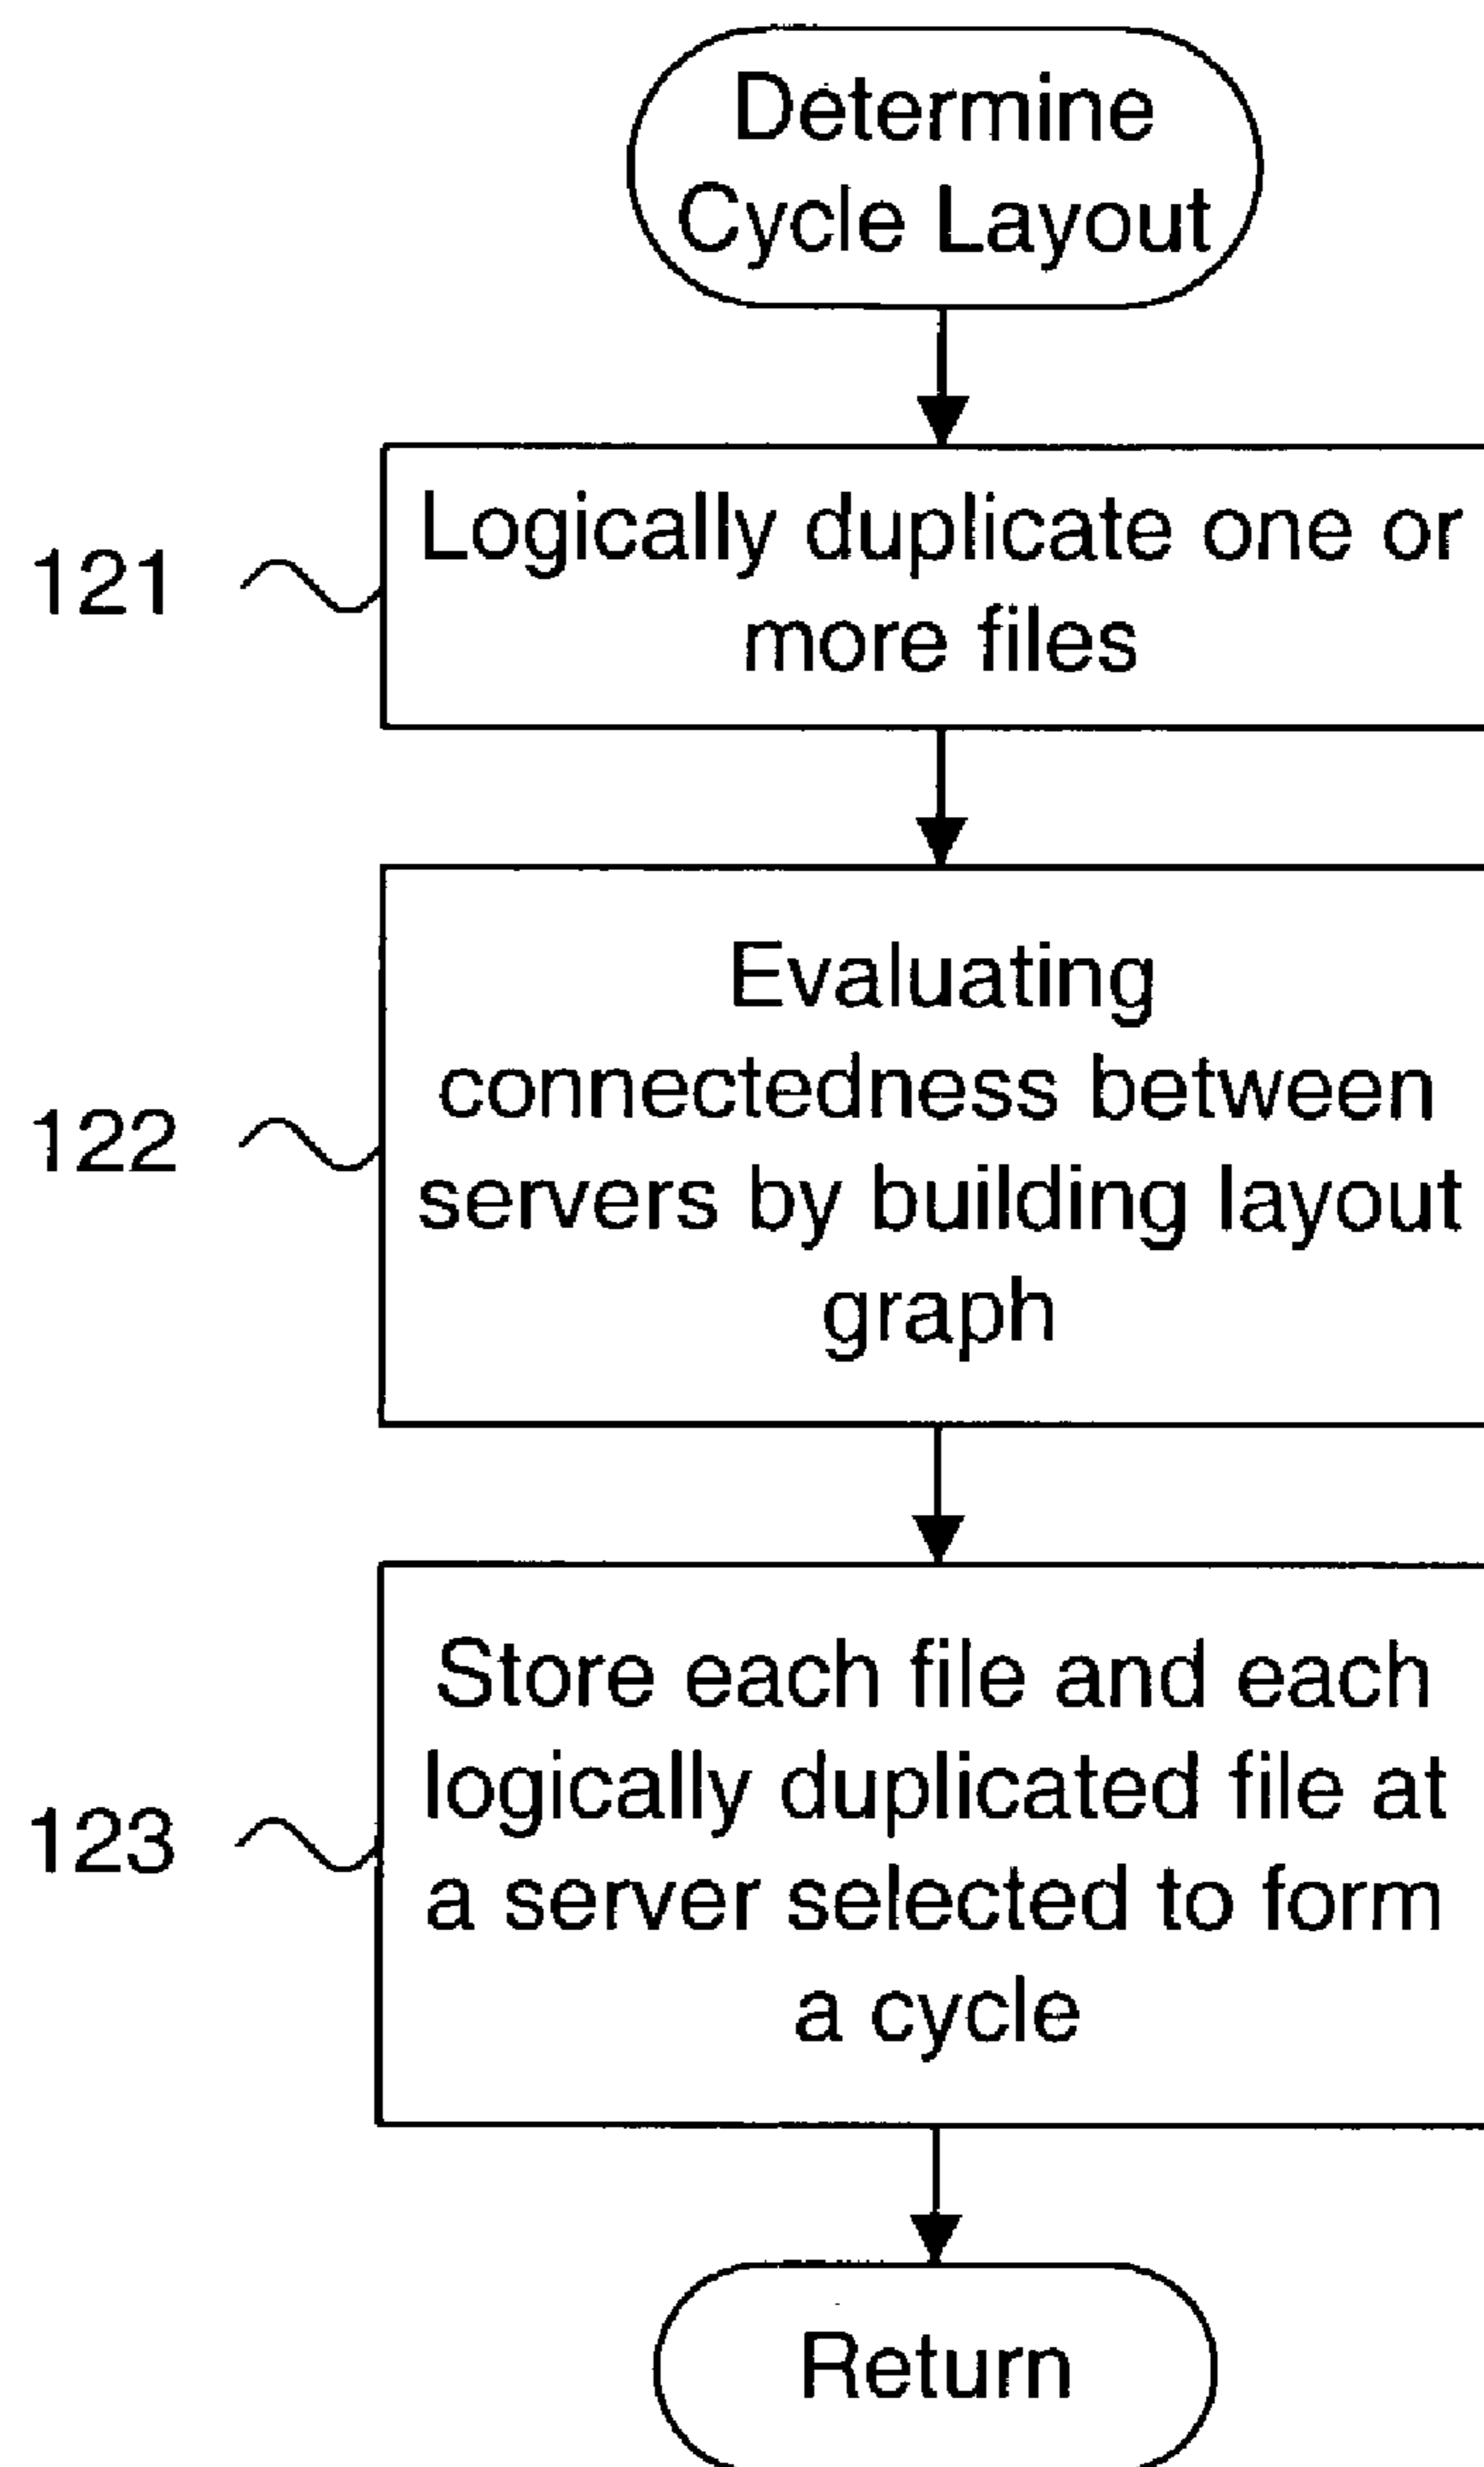 Determine
Cycle Layout
121
Logically duplicate one or
more files
122
Evaluating
connectedness between
servers by building layout
graph
123
Store each file and each
logically duplicated file at
a server selected to form
a cycle
Return